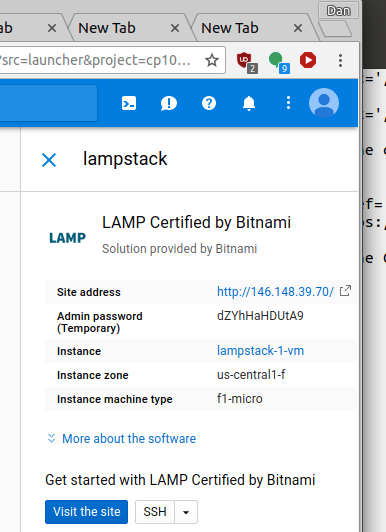 Dan
ab
New Tab
New Tab
?src=launcher&project=cp10...
2
9
lampstack
LAMP
LAMP Certified by Bitnami
Solution provided by Bitnami
Site address http://146.148.39.70/
Admin password
(Temporary) dZYhHaHDUtA9
Instance lampstack-1-vm
Instance zone us-central1-f
Instance machine type f1-micro
More about the software
Get started with LAMP Certified by Bitnami
Visit the site SSH